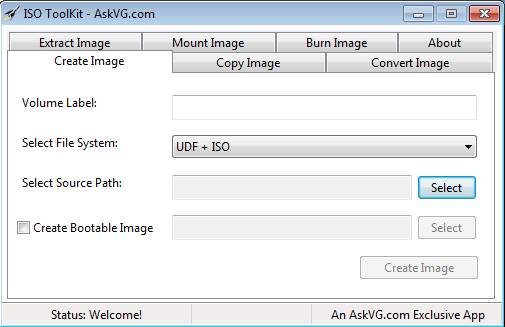 ISO ToolKit - AskVG.com
Extract Image Mount Image Burn Image About
Create Image Copy Image Convert Image
Volume Label:
Select File System: UDF + ISO
Select Source Path: Select
Create Bootable Image Select
Create Image
Status: Welcome! An AskVG.com Exclusive App